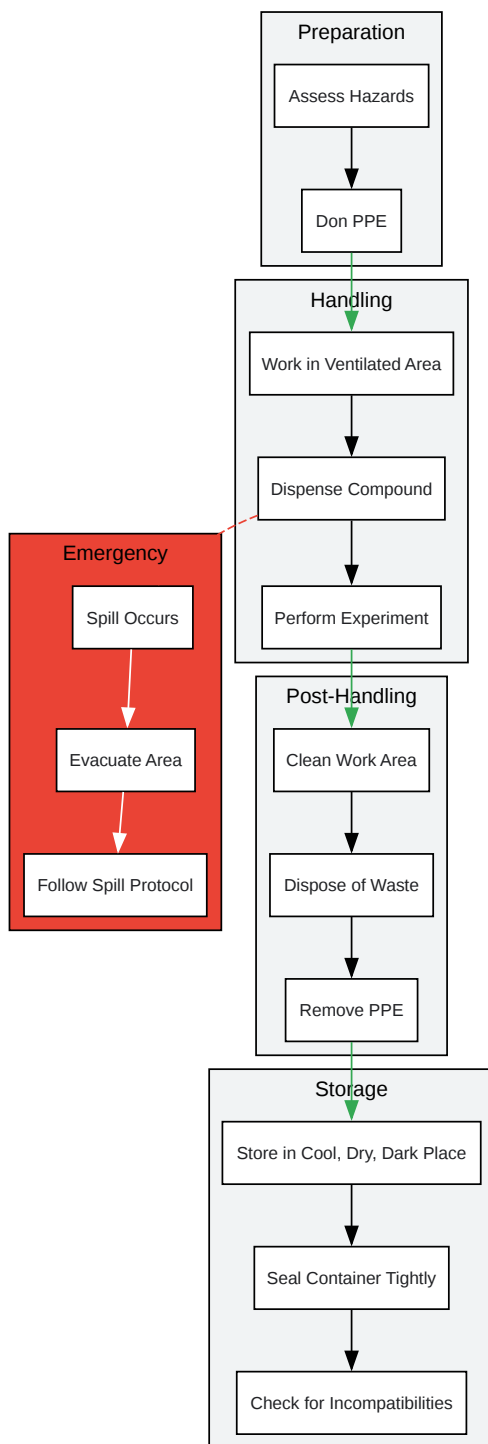 Preparation
Assess Hazards
Don PPE
Handling
Work in Ventilated Area
Dispense Compound
Perform Experiment
Emergency
Spill Occurs
Evacuate Area
Follow Spill Protocol
Post-Handling
Clean Work Area
Dispose of Waste
Remove PPE
Storage
Store in Cool, Dry, Dark Place
Seal Container Tightly
Check for Incompatibilities